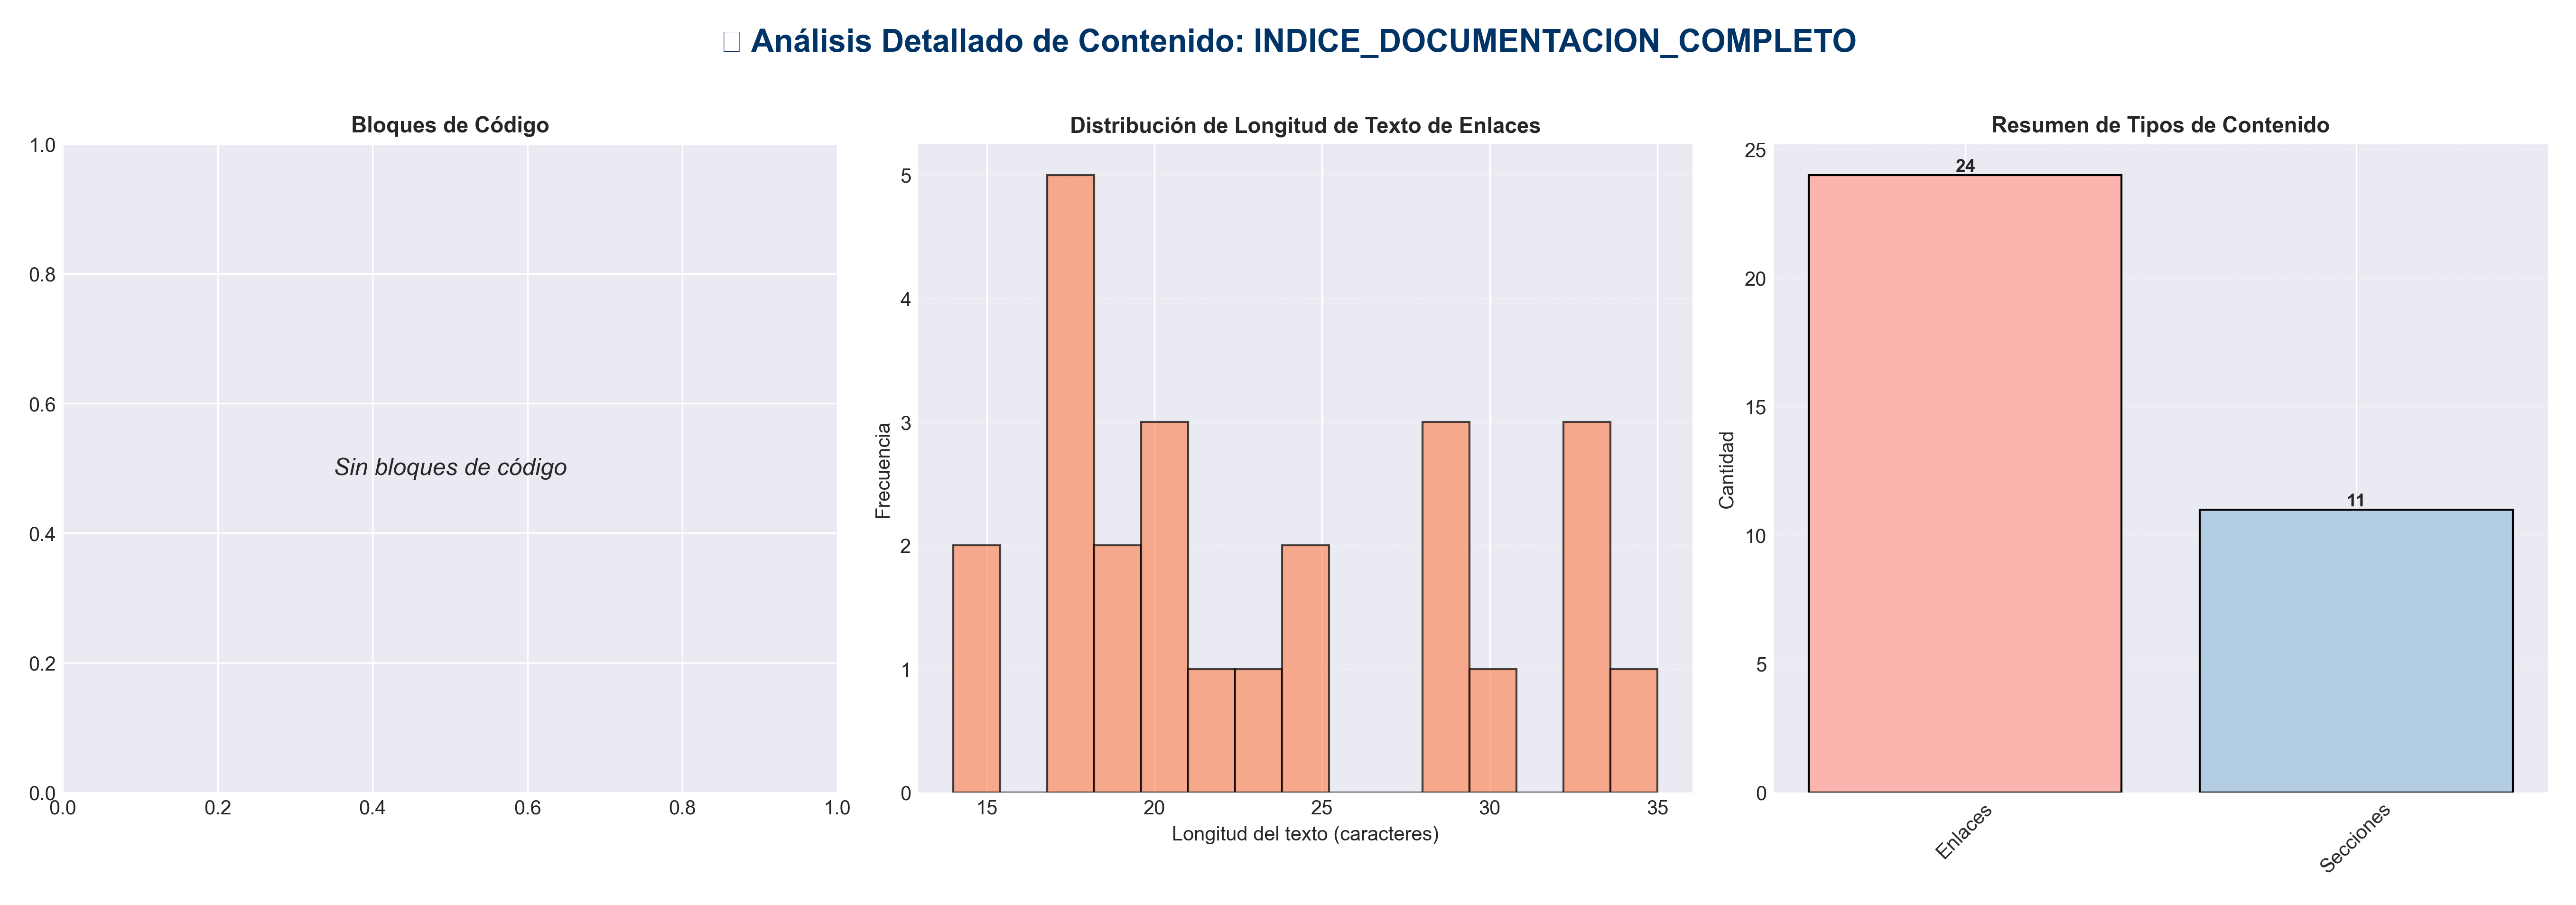 Análisis Detallado de Contenido: INDICE_DOCUMENTACION_COMPLETO
Bloques de Código
1.0
0.8
0.6
0.4
0.2
0.0
Sin bloques de código
0.0 0.2 0.4 0.6 0.8 1.0
Distribución de Longitud de Texto de Enlaces
Frecuencia
5
4
3
2
1
0
15 20 25 30 35
Longitud del texto (caracteres)
Resumen de Tipos de Contenido
Cantidad
25
20
15
10
5
0
24
11
Enlaces
Secciones